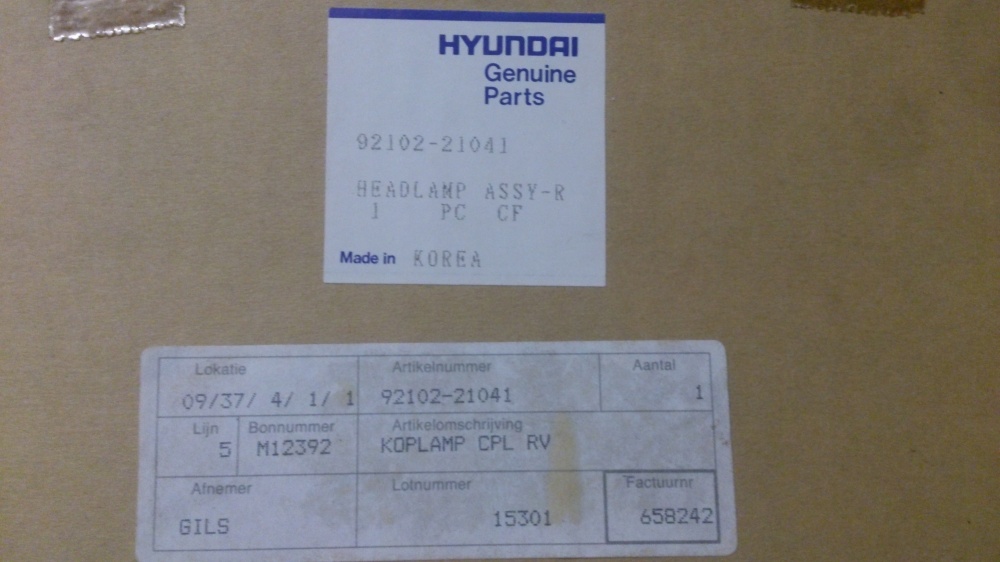 HYUNDAI
Genuine
Parts
92102-21041
HEADLAMP ASSY-R
1 PC CF
Made in KOREA
Lokatie Artikelnummer Aantal
09/37/ 4/ 1/ 1 92102-21041 1
Lijn Bonnummer Artikelomschrijving
5 M12392 KOPLAMP CPL RV
Afnemer Lotnummer Factuurnr
GILS 15301 658242